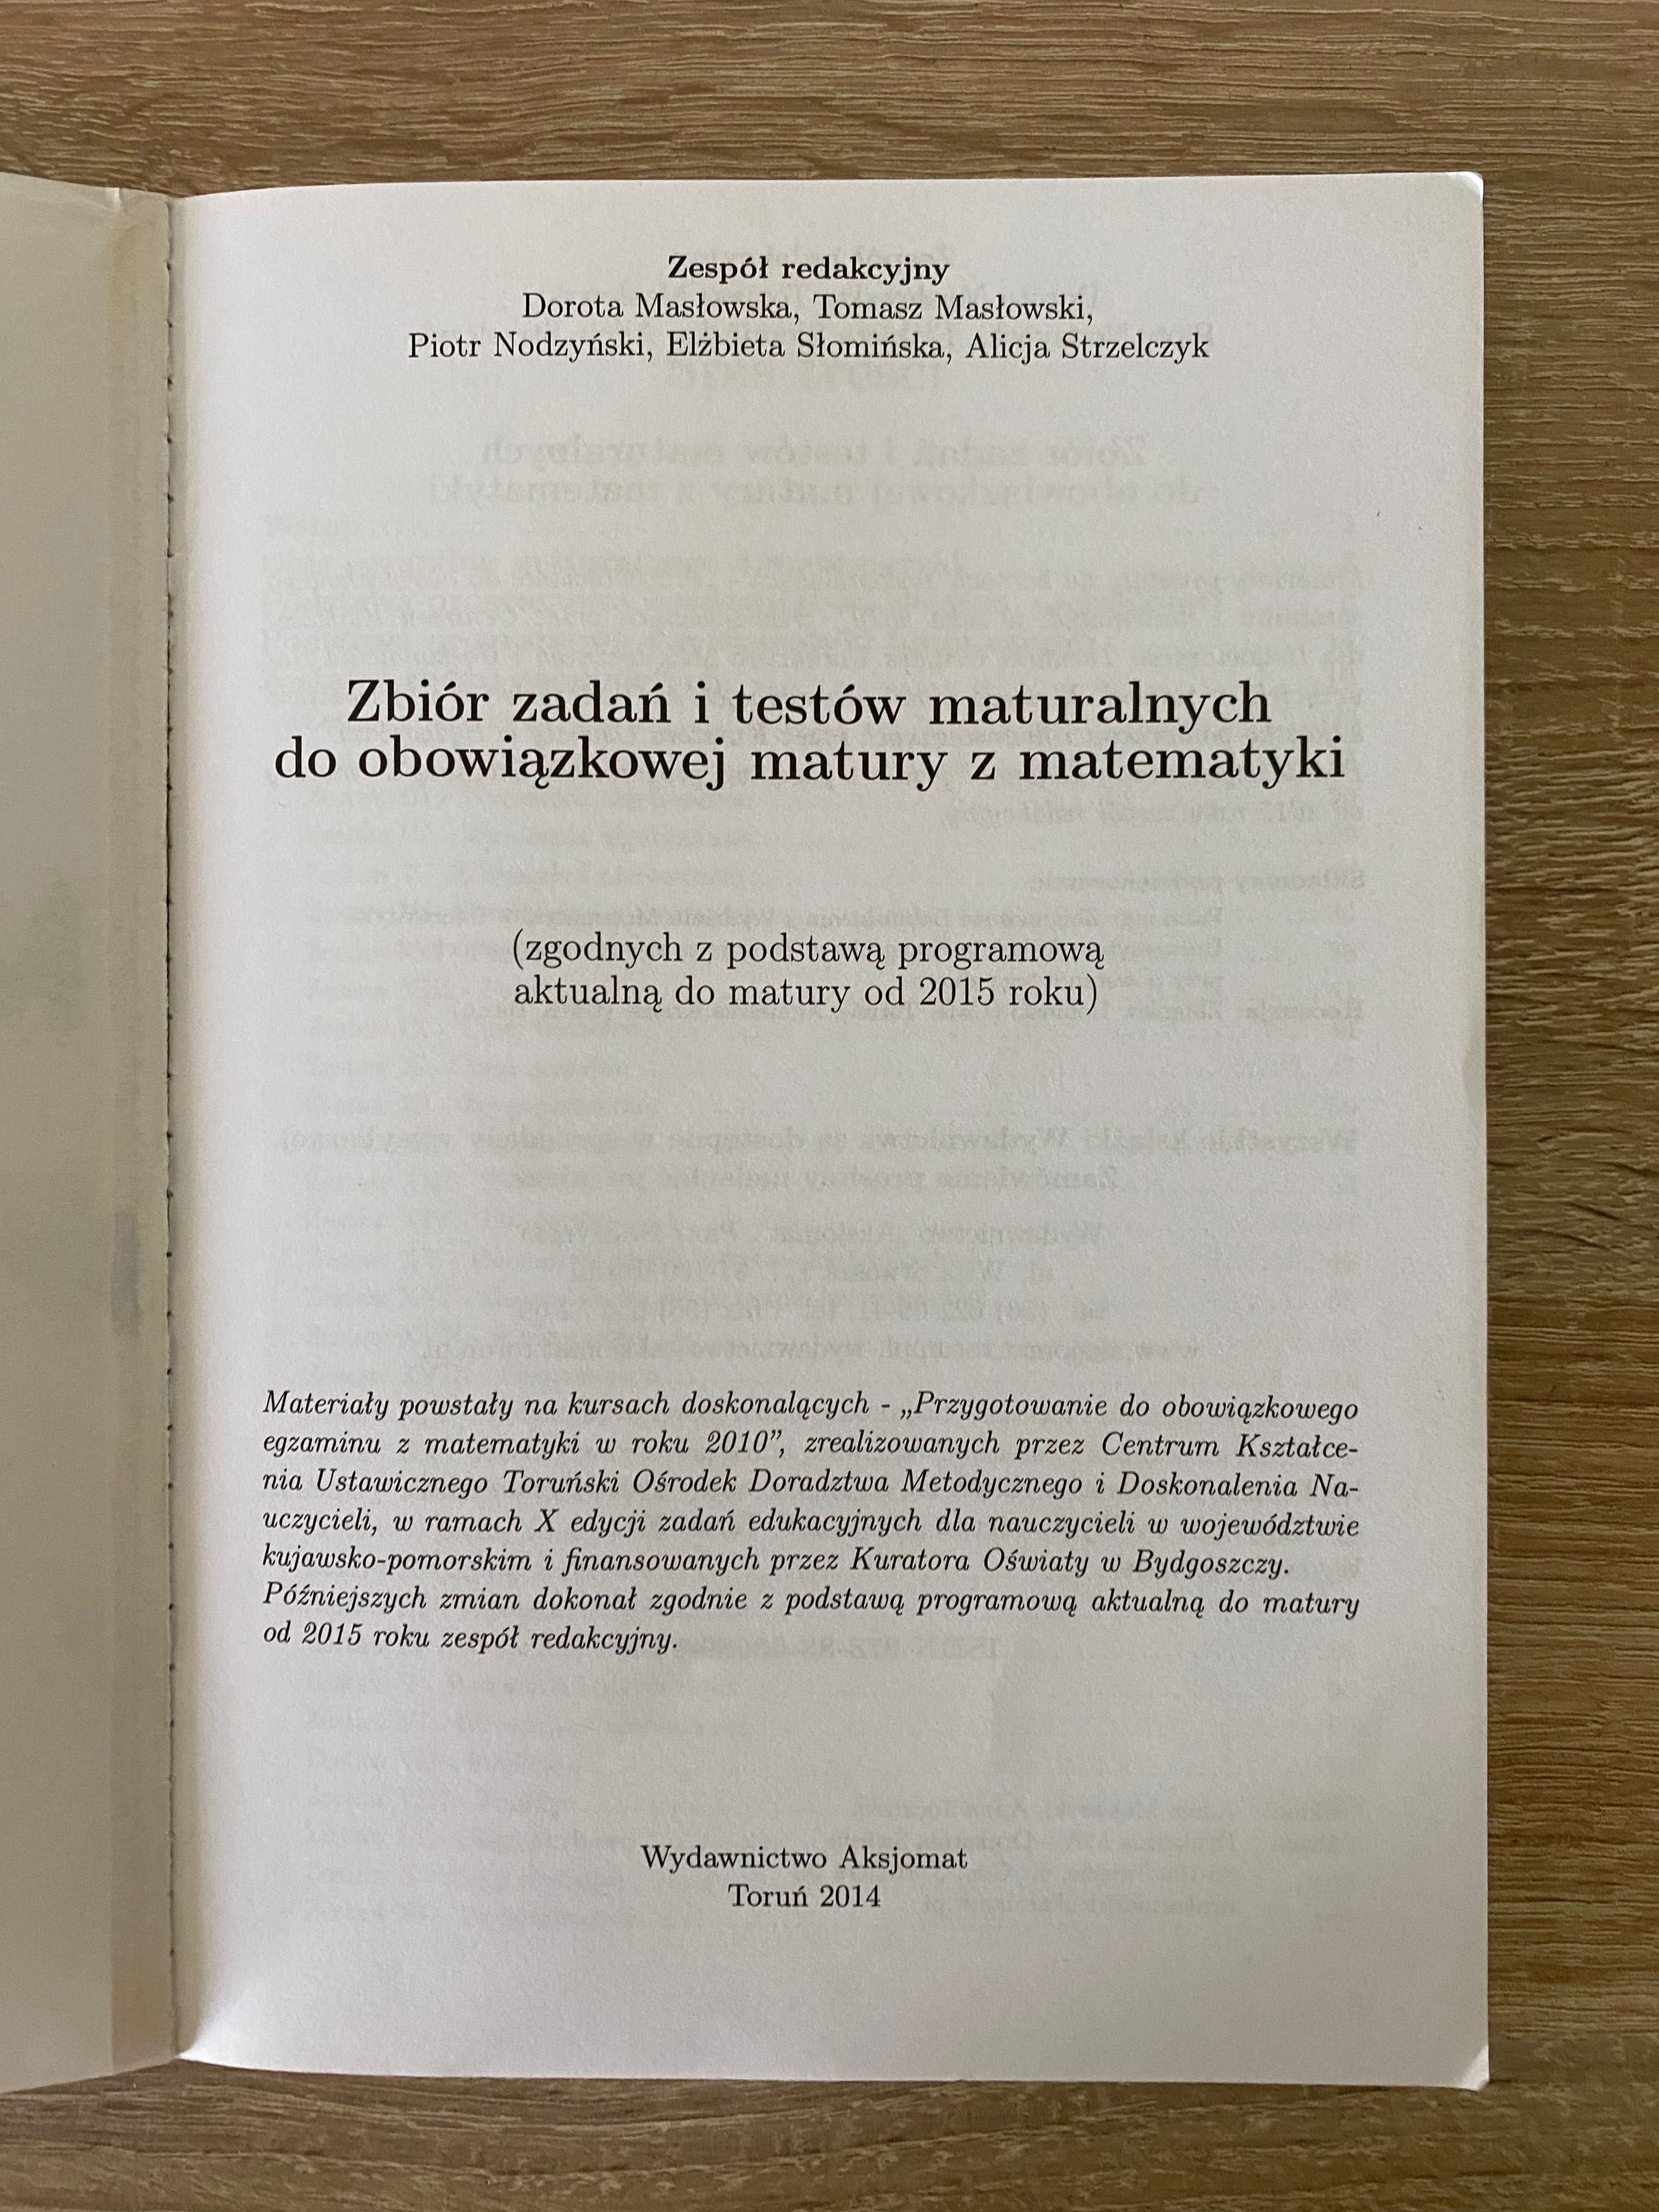 Zespół redakcyjny
Dorota Masłowska, Tomasz Masłowski,
Piotr Nodzyński, Elżbieta Słomińska, Alicja Strzelczyk
Zbiór zadań i testów maturalnych
do obowiązkowej matury z matematyki
(zgodnych z podstawą programową
aktualną do matury od 2015 roku)
Materiały powstały na kursach doskonalących - „Przygotowanie do obowiązkowego
egzaminu z matematyki w roku 2010”, zrealizowanych przez Centrum Kształce-
nia Ustawicznego Toruński Ośrodek Doradztwa Metodycznego i Doskonalenia Na-
uczycieli, w ramach X edycji zadań edukacyjnych dla nauczycieli w województwie
kujawsko-pomorskim i finansowanych przez Kuratora Oświaty w Bydgoszczy.
Późniejszych zmian dokonał zgodnie z podstawą programową aktualną do matury
od 2015 roku zespół redakcyjny.
Wydawnictwo Aksjomat
Toruń 2014